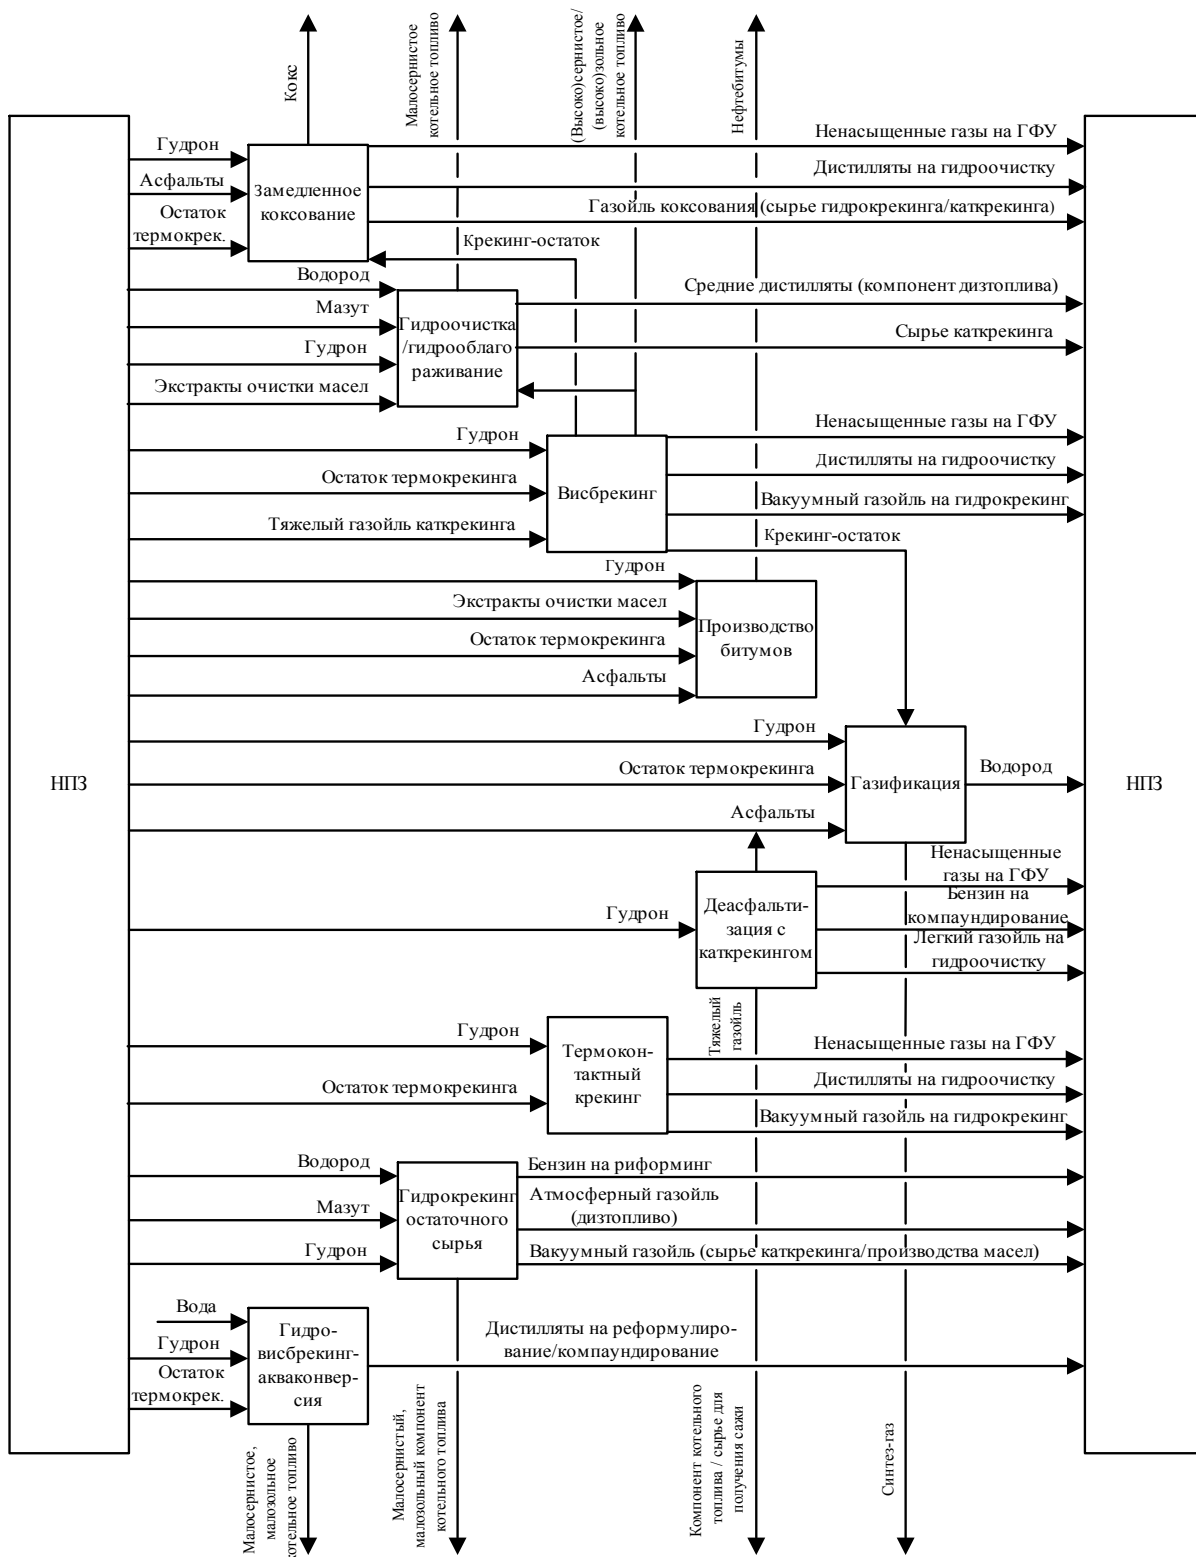 Кокс
Малосернистое
котельное топливо
(Высоко)сернистое/
(высоко)зольное
котельное топливо
Нефтебитумы
НПЗ
НПЗ
Гудрон
Асфальты
Остаток
термокрек.
Замедленное
коксование
Ненасыщенные газы на ГФУ
Дистилляты на гидроочистку
Газойль коксования (сырье гидрокрекинга/каткрекинга)
Крекинг-остаток
Водород
Мазут
Гудрон
Экстракты очистки масел
Гидроочистка
/гидрооблаго
раживание
Средние дистилляты (компонент дизтоплива)
Сырье каткрекинга
Гудрон
Остаток термокрекинга
Тяжелый газойль каткрекинга
Висбрекинг
Ненасыщенные газы на ГФУ
Дистилляты на гидроочистку
Вакуумный газойль на гидрокрекинг
Крекинг-остаток
Гудрон
Экстракты очистки масел
Остаток термокрекинга
Асфальты
Производство
битумов
Гудрон
Остаток термокрекинга
Асфальты
Газификация
Водород
Гудрон
Деасфальти-
зация с
каткрекингом
Ненасыщенные
газы на ГФУ
Бензин на
компаундирование
Легкий газойль на
гидроочистку
Тяжелый
газойль
Гудрон
Остаток термокрекинга
Термокон-
тактный
крекинг
Ненасыщенные газы на ГФУ
Дистилляты на гидроочистку
Вакуумный газойль на гидрокрекинг
Водород
Мазут
Гудрон
Гидрокрекинг
остаточного
сырья
Бензин на риформинг
Атмосферный газойль
(дизтопливо)
Вакуумный газойль (сырье каткрекинга/производства масел)
Вода
Гудрон
Остаток
термокрек.
Гидро-
висбрекинг-
акваконвер-
сия
Дистилляты на реформулиро-
вание/компаундирование
Малосернистое,
малозольное
котельное топливо
Малосернистый,
малозольный компонент
котельного топлива
Компонент котельного
топлива / сырье для
получения сажи
Синтез-газ